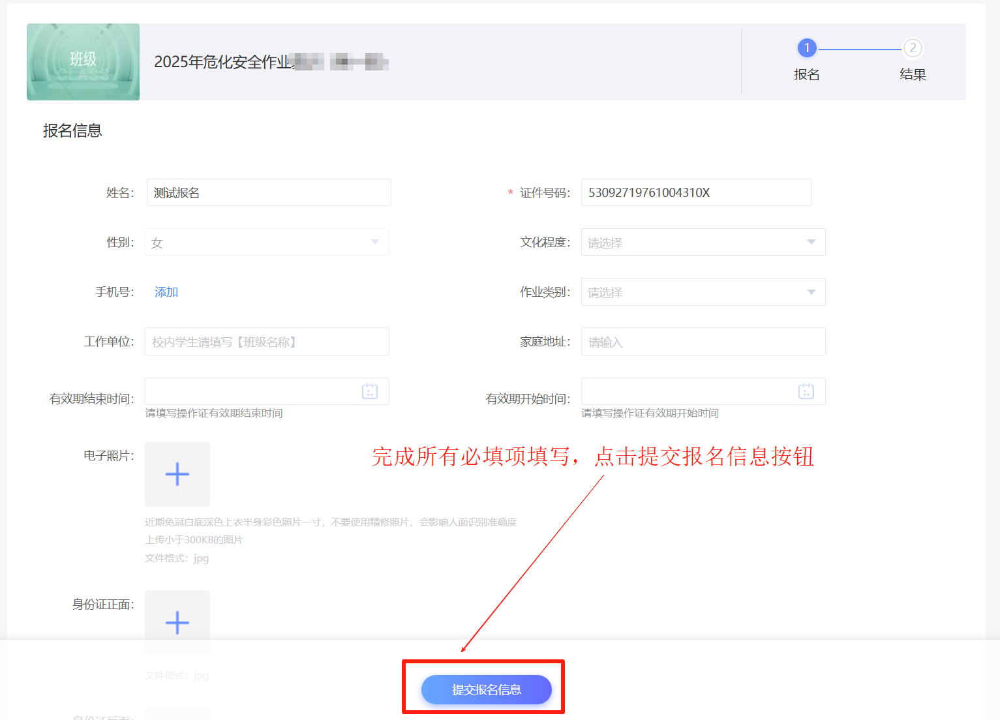 班级
CLASS
2025年危化安全作业
1
2
报名
结果
报名信息
姓名：
测试报名
* 证件号码：
53092719761004310X
性别：
女
文化程度：
请选择
手机号：
添加
作业类别：
请选择
工作单位：
校内学生请填写【班级名称】
家庭地址：
请输入
有效期结束时间：
请填写操作证有效期结束时间
有效期开始时间：
请填写操作证有效期开始时间
电子照片：
完成所有必填项填写，点击提交报名信息按钮
近期免冠白底深色上衣半身彩色照片一寸，不要使用精修照片，会影响人面识别准确度
上传小于300KB的图片
文件格式：jpg
身份证正面：
文件格式：jpg
提交报名信息